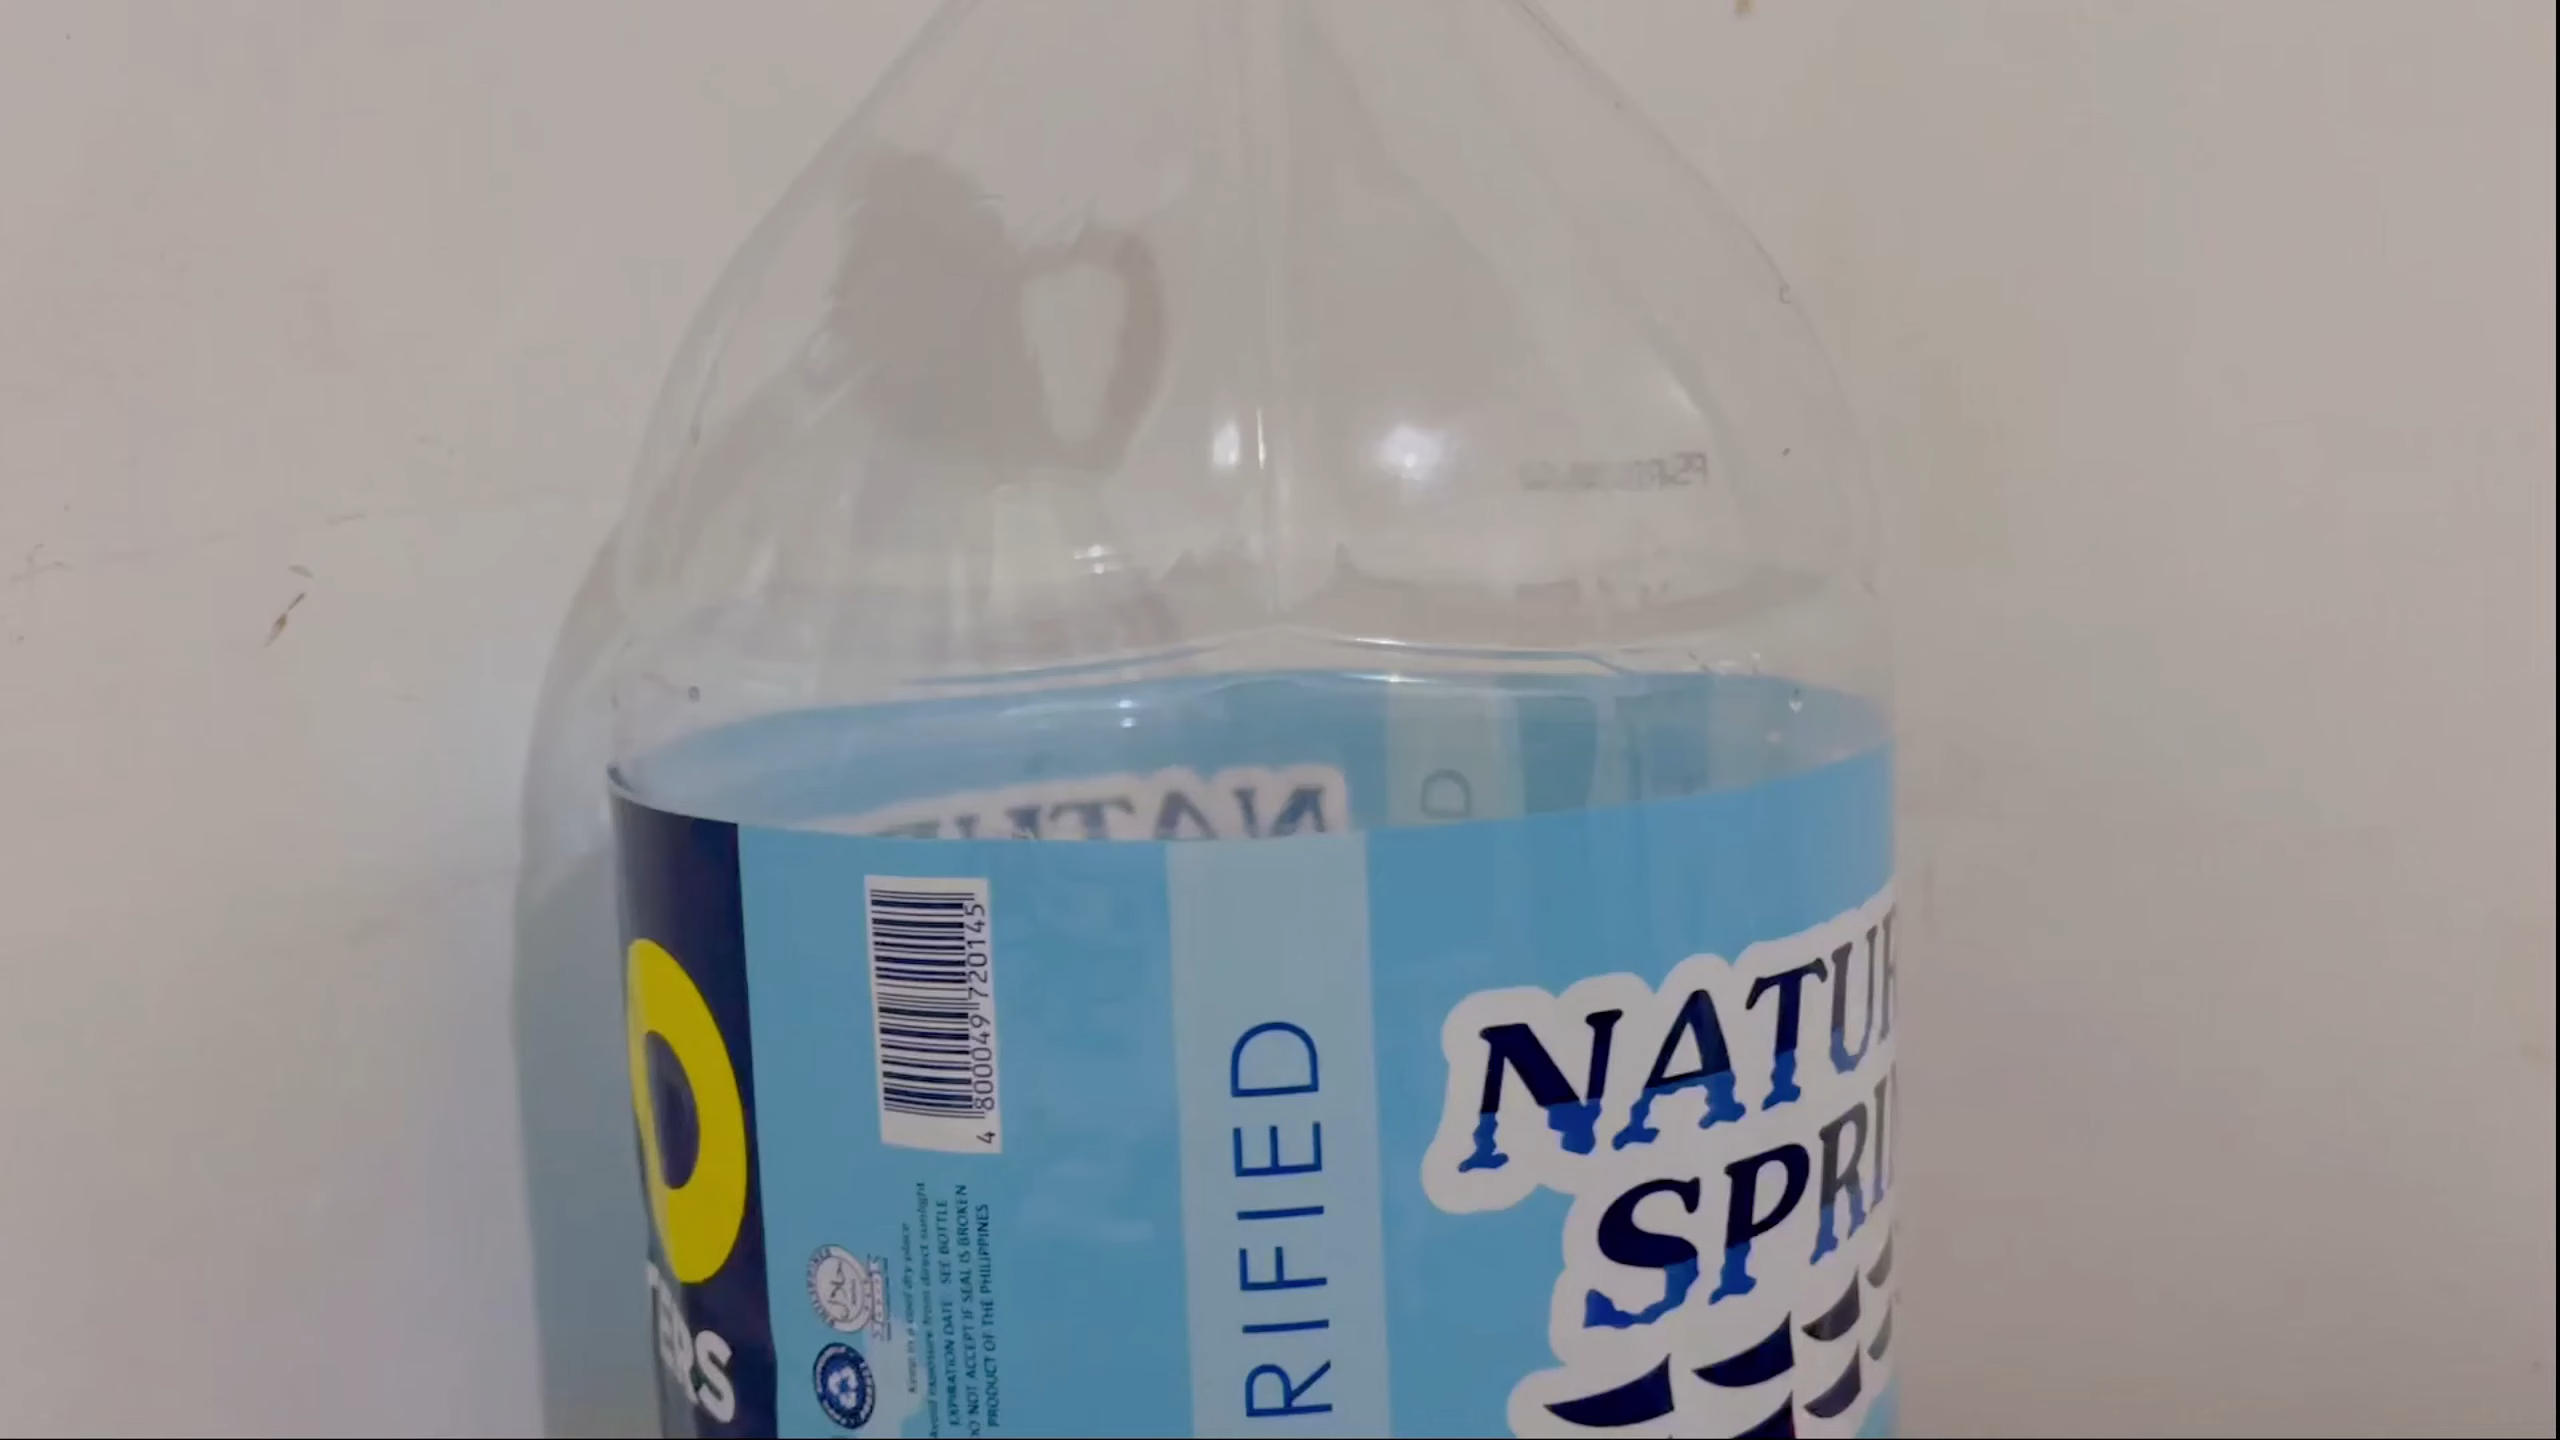 NATUR
SPRI
RIFIED
4 800049 720145
Keep in a cool dry place
Avoid exposure from direct sunlight
EXPIRATION DATE : SEE BOTTLE
DO NOT ACCEPT IF SEAL IS BROKEN
PRODUCT OF THE PHILIPPINES
O
TERS